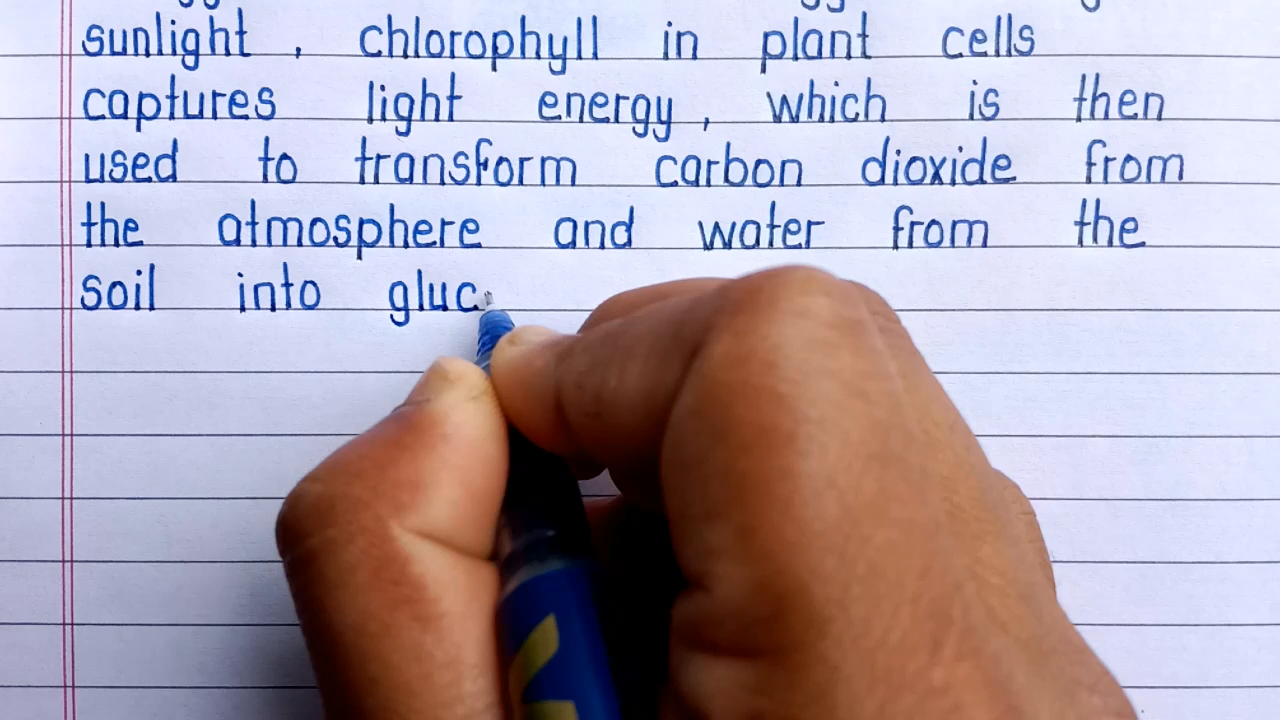 sunlight , chlorophyll in plant cells
captures light energy, which is then
used to transform carbon dioxide from
the atmosphere and water from the
soil into gluc